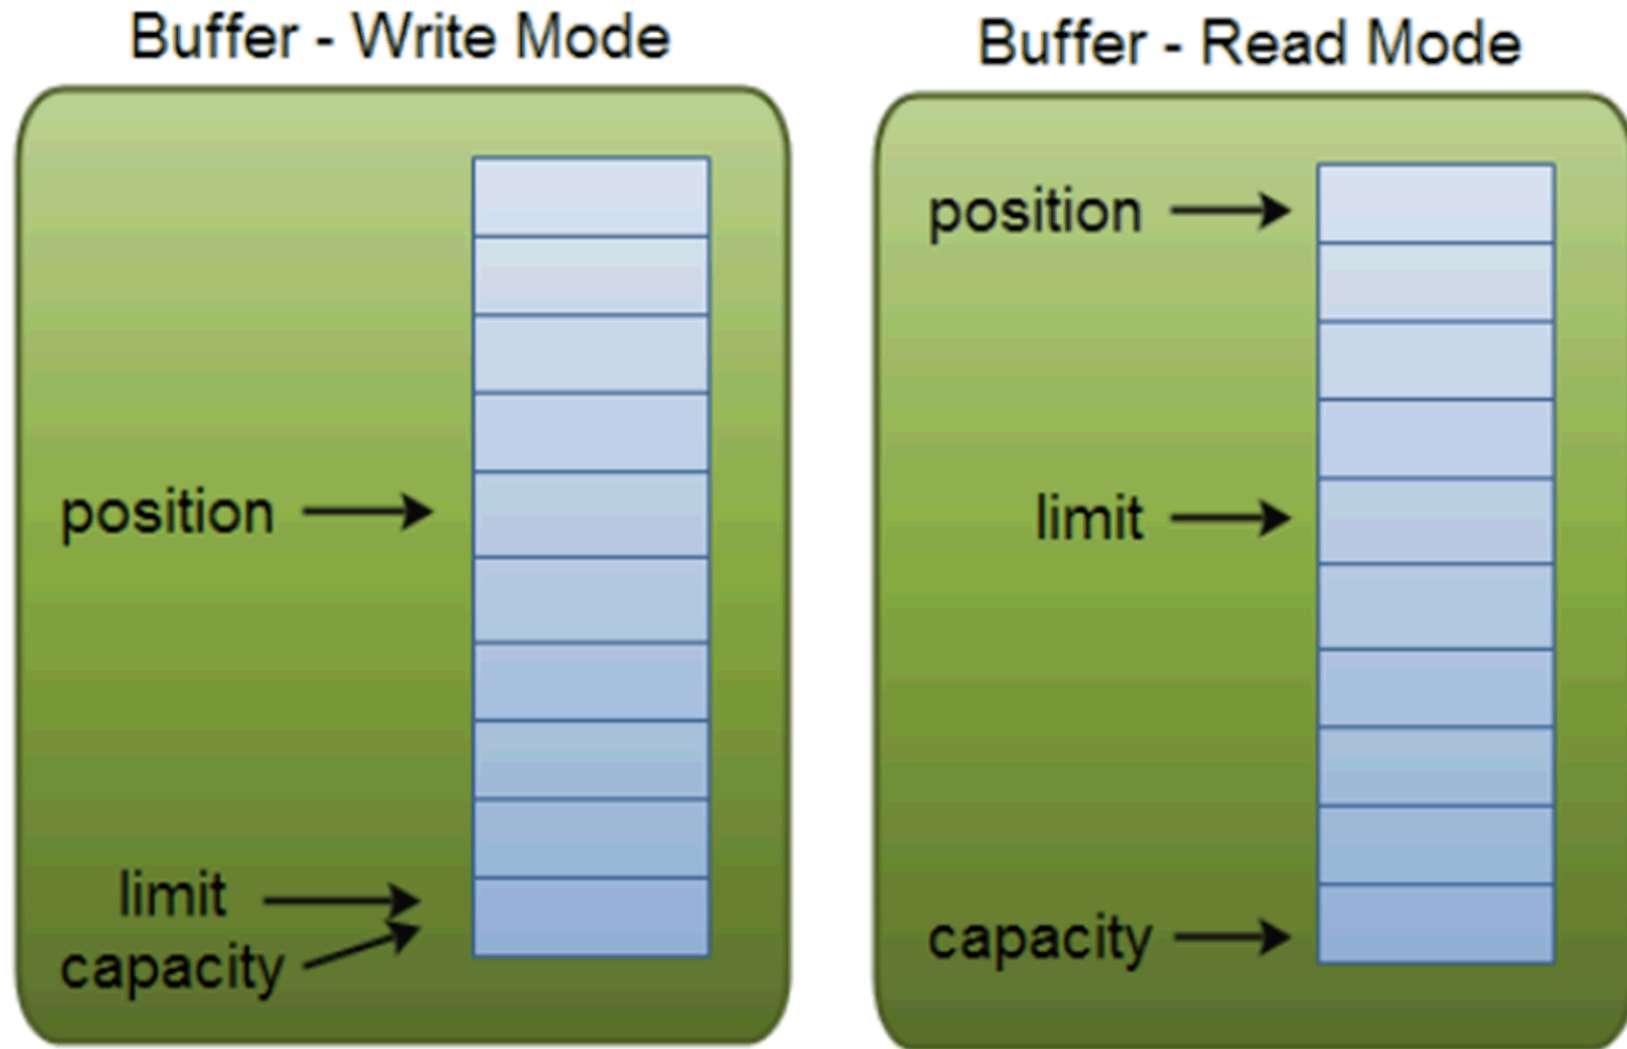 Buffer - Write Mode
position
limit
capacity
Buffer - Read Mode
position
limit
capacity